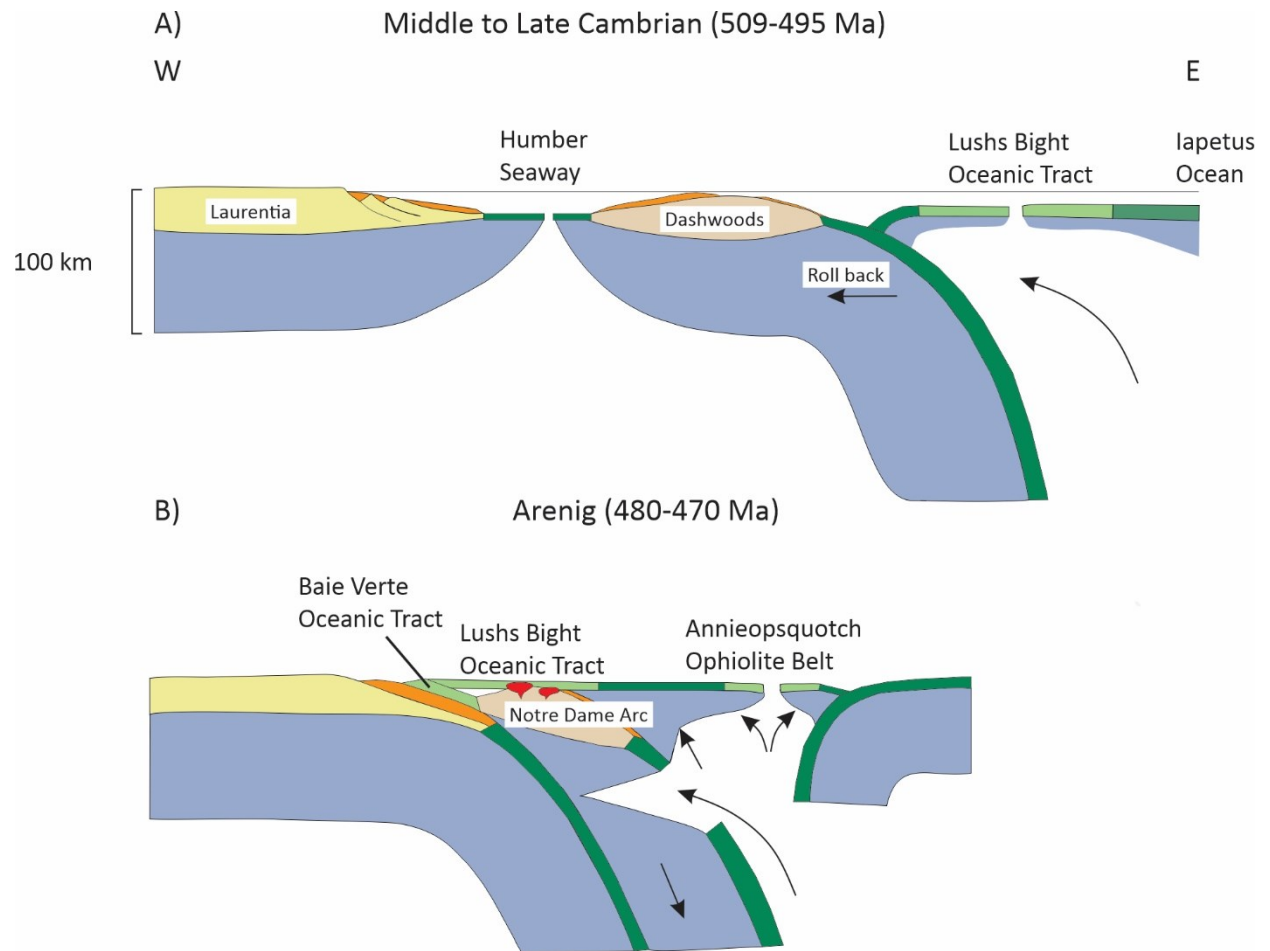 A)
Middle to Late Cambrian (509-495 Ma)
W
E
Humber
Seaway
Lushs Bight
Oceanic Tract
Iapetus
Ocean
Laurentia
Dashwoods
100 km
Roll back
B)
Arenig (480-470 Ma)
Baie Verte
Oceanic Tract
Lushs Bight
Oceanic Tract
Annieopsquotch
Ophiolite Belt
Notre Dame Arc